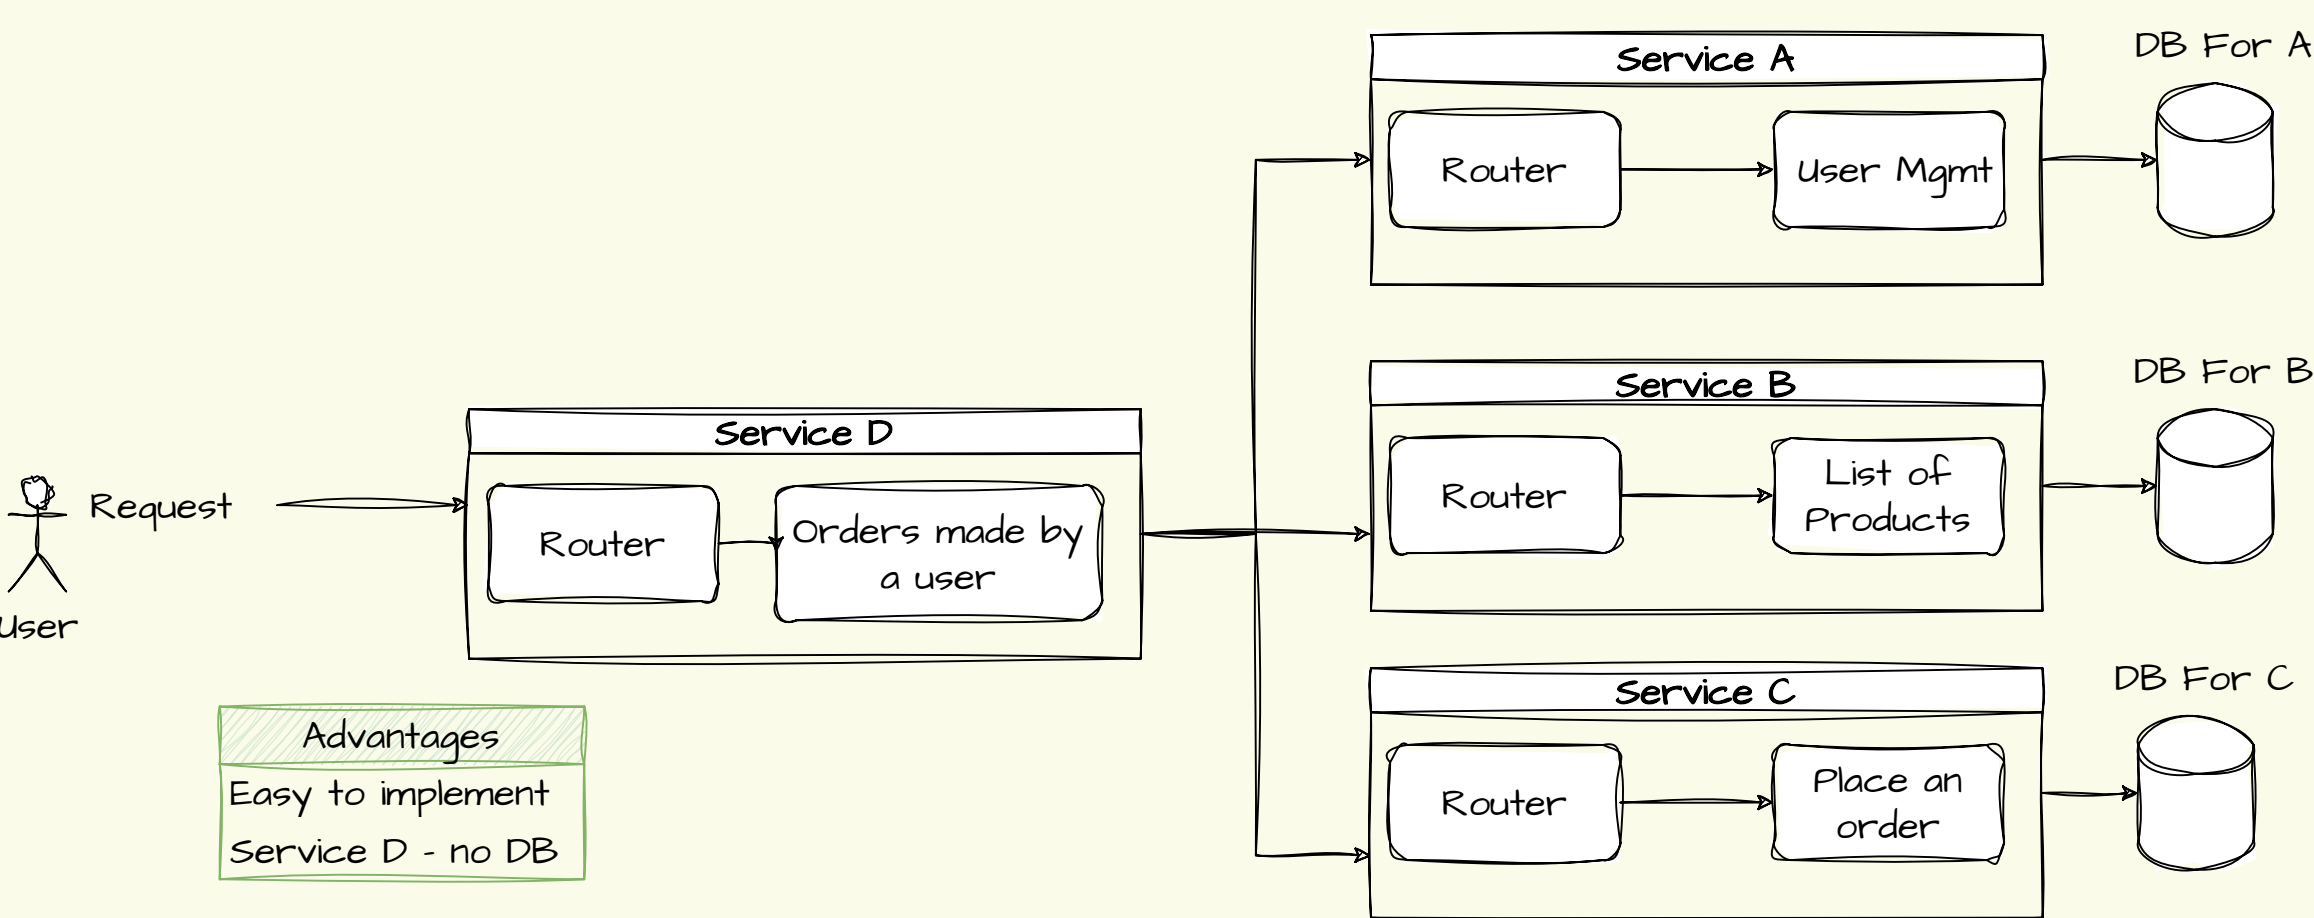 DB For A
Service A
Router
User Mgmt
DB For B
Service B
Router
List of
Products
Service D
Request
Router
Orders made by
a user
User
DB For C
Service C
Router
Place an
order
Advantages
Easy to implement
Service D - no DB